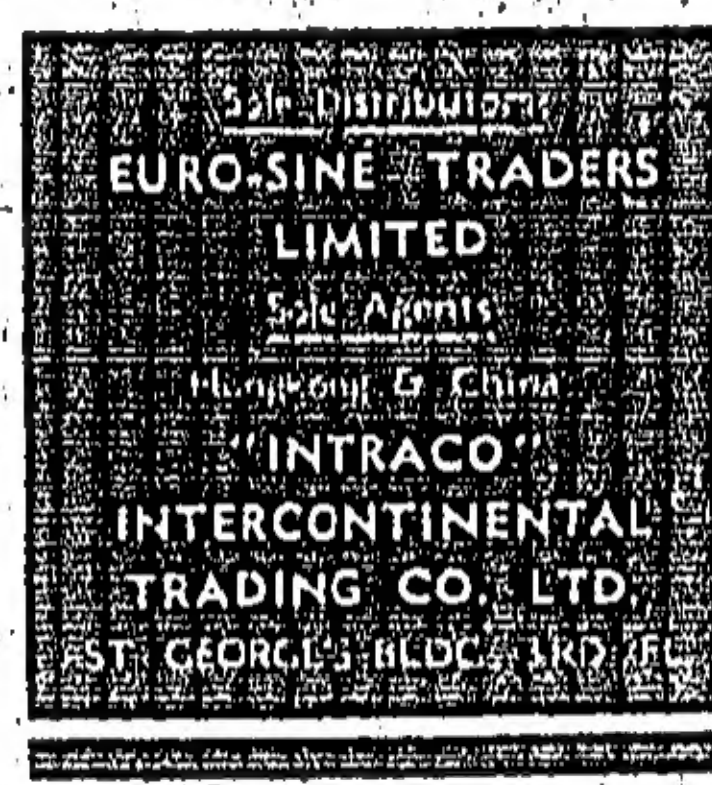 Sole Distributors
EURO-SINE TRADERS
LIMITED
Sole Agents
Hongkong & China
"INTRACO"
INTERCONTINENTAL
TRADING CO. LTD.
ST. GEORGE'S BLDG. 3RD FL.